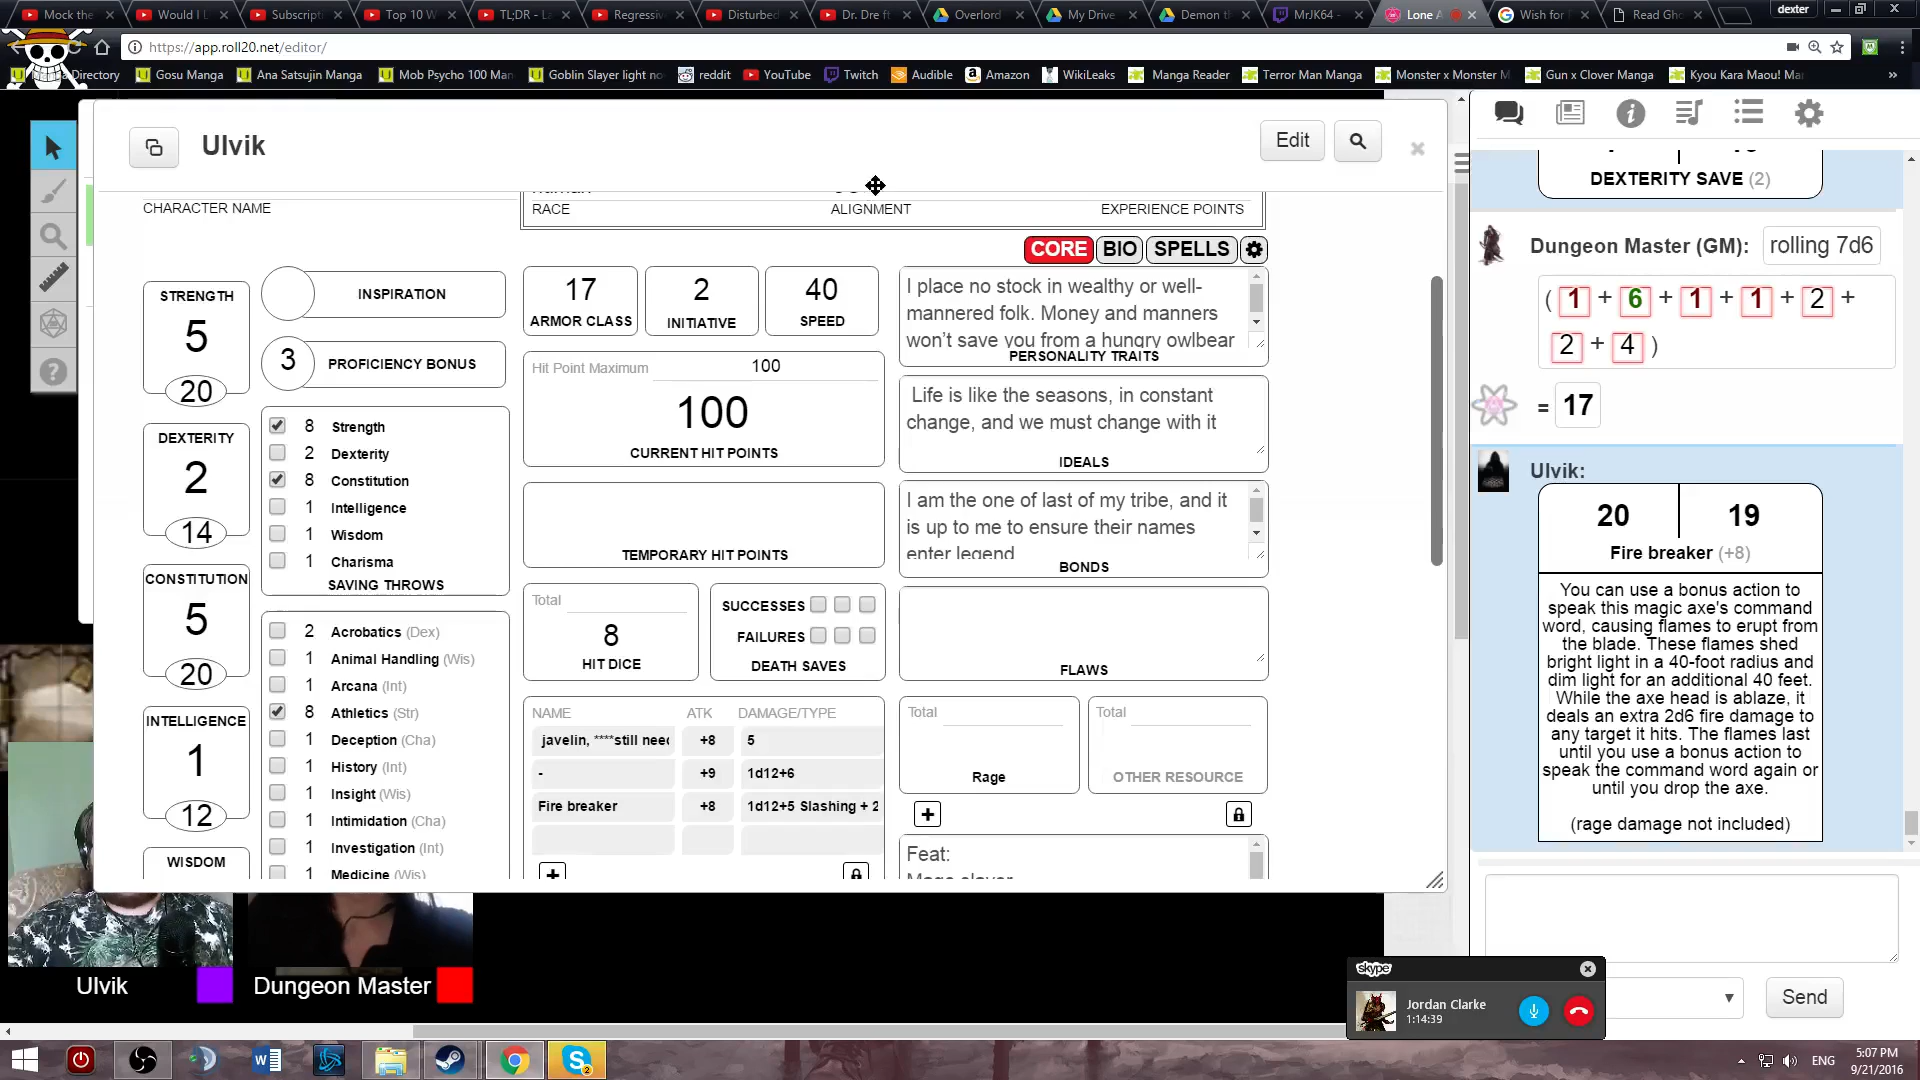 Mock the
Would I L
Subscripti
Top 10 W
TL;DR - La
Regressiv
Disturbed
Dr. Dre ft
Overlord
My Drive
Demon th
MrJK64 -
Lone A
Wish for
Read Gho
dexter
https://app.roll20.net/editor/
Directory
Gosu Manga
Ana Satsujin Manga
Mob Psycho 100 Man
Goblin Slayer light no
reddit
YouTube
Twitch
Audible
Amazon
WikiLeaks
Manga Reader
Terror Man Manga
Monster x Monster M
Gun x Clover Manga
Kyou Kara Maou! Ma
»
Ulvik
Edit
CHARACTER NAME
RACE
ALIGNMENT
EXPERIENCE POINTS
CORE
BIO
SPELLS
STRENGTH
5
20
DEXTERITY
2
14
CONSTITUTION
5
20
INTELLIGENCE
1
12
WISDOM
INSPIRATION
3 PROFICIENCY BONUS
8 Strength
2 Dexterity
8 Constitution
1 Intelligence
1 Wisdom
1 Charisma
SAVING THROWS
2 Acrobatics (Dex)
1 Animal Handling (Wis)
1 Arcana (Int)
8 Athletics (Str)
1 Deception (Cha)
1 History (Int)
1 Insight (Wis)
1 Intimidation (Cha)
1 Investigation (Int)
1 Medicine (Wis)
17
ARMOR CLASS
2
INITIATIVE
40
SPEED
Hit Point Maximum 100
100
CURRENT HIT POINTS
TEMPORARY HIT POINTS
Total
8
HIT DICE
SUCCESSES
FAILURES
DEATH SAVES
NAME ATK DAMAGE/TYPE
javelin, ****still need +8 5
- +9 1d12+6
Fire breaker +8 1d12+5 Slashing + 2
I place no stock in wealthy or well-
mannered folk. Money and manners
won't save you from a hungry owlbear
PERSONALITY TRAITS
Life is like the seasons, in constant
change, and we must change with it
IDEALS
I am the one of last of my tribe, and it
is up to me to ensure their names
enter legend
BONDS
FLAWS
Total
Rage
Total
OTHER RESOURCE
Feat:
Mage slayer
DEXTERITY SAVE (2)
Dungeon Master (GM): rolling 7d6
( 1 + 6 + 1 + 1 + 2 +
2 + 4 )
= 17
Ulvik:
20 19
Fire breaker (+8)
You can use a bonus action to
speak this magic axe's command
word, causing flames to erupt from
the blade. These flames shed
bright light in a 40-foot radius and
dim light for an additional 40 feet.
While the axe head is ablaze, it
deals an extra 2d6 fire damage to
any target it hits. The flames last
until you use a bonus action to
speak the command word again or
until you drop the axe.
(rage damage not included)
Send
Ulvik
Dungeon Master
skype
Jordan Clarke
1:14:39
ENG
5:07 PM
9/21/2016